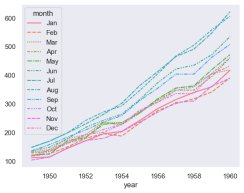 month
Jan
Feb
Mar
Apr
May
Jun
Jul
Aug
Sep
Oct
Nov
Dec
600
500
400
300
200
100
1950
1952
1954
1956
1958
1960
year